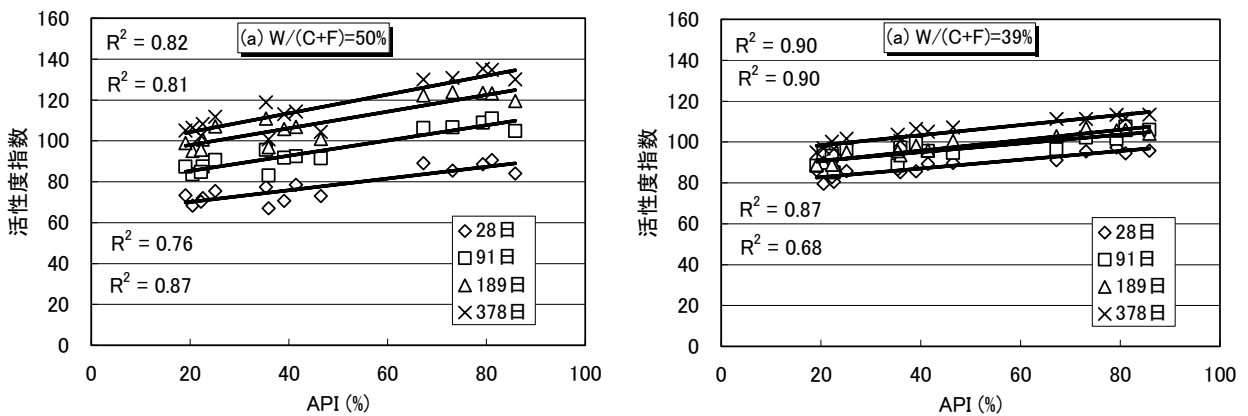 160
140
120
100
80
60
40
20
0
活性度指数
R² = 0.82
R² = 0.81
(a) W/(C+F)=50%
R² = 0.76
R² = 0.87
28日
91日
189日
378日
0 20 40 60 80 100
API (%)
160
140
120
100
80
60
40
20
0
活性度指数
R² = 0.90
R² = 0.90
(a) W/(C+F)=39%
R² = 0.87
R² = 0.68
28日
91日
189日
378日
0 20 40 60 80 100
API (%)